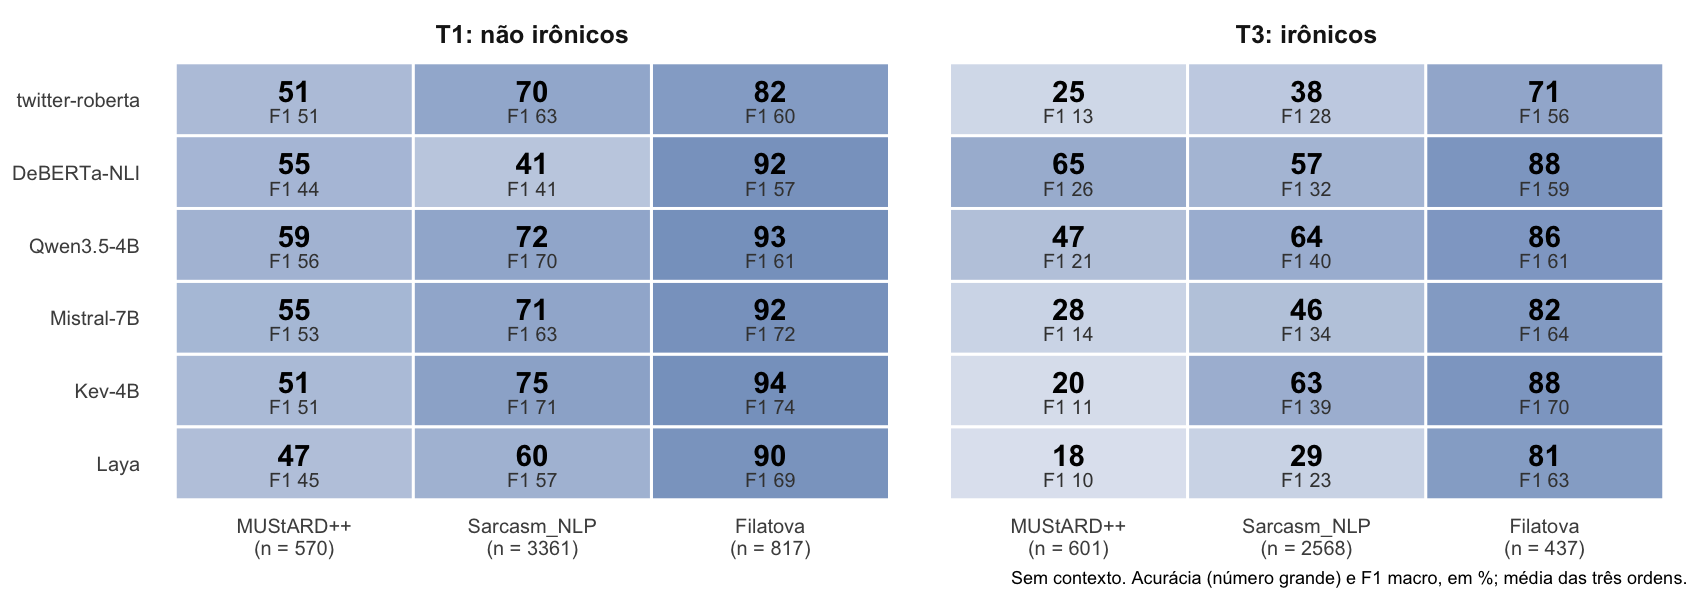 T1: não irônicos
T3: irônicos
twitter-roberta
51
F1 51
70
F1 63
82
F1 60
25
F1 13
38
F1 28
71
F1 56
DeBERTa-NLI
55
F1 44
41
F1 41
92
F1 57
65
F1 26
57
F1 32
88
F1 59
Qwen3.5-4B
59
F1 56
72
F1 70
93
F1 61
47
F1 21
64
F1 40
86
F1 61
Mistral-7B
55
F1 53
71
F1 63
92
F1 72
28
F1 14
46
F1 34
82
F1 64
Kev-4B
51
F1 51
75
F1 71
94
F1 74
20
F1 11
63
F1 39
88
F1 70
Laya
47
F1 45
60
F1 57
90
F1 69
18
F1 10
29
F1 23
81
F1 63
MUStARD++
(n = 570)
Sarcasm_NLP
(n = 3361)
Filatova
(n = 817)
MUStARD++
(n = 601)
Sarcasm_NLP
(n = 2568)
Filatova
(n = 437)
Sem contexto. Acurácia (número grande) e F1 macro, em %; média das três ordens.